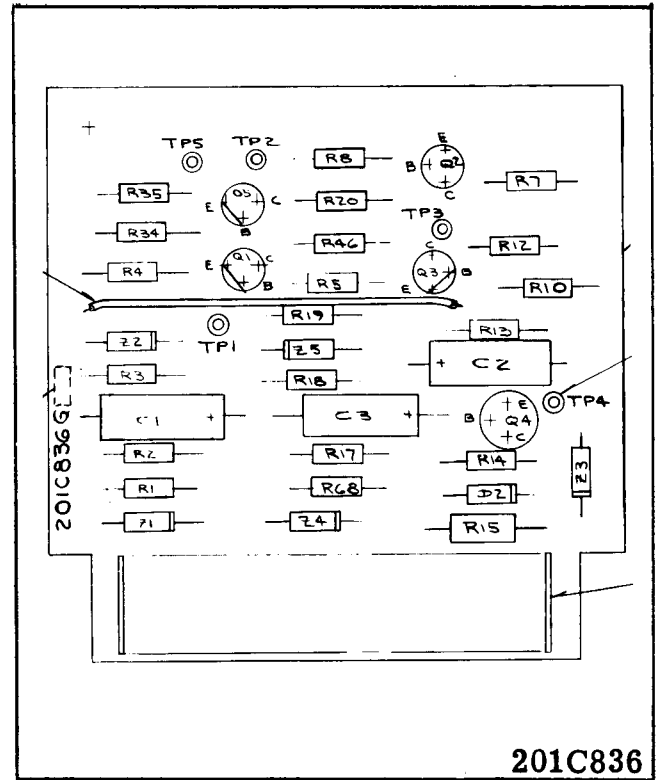 TP5 TP2 R8 E B Q2 C
R7
R35 E Q5 C B R20
TP3
R34 R46 C R12
R4 E Q1 C B R5 Q3 B E R10
R19 R13
TP1
Z2 Z5 C2
R3 R18
C1 C3 E B Q4 C TP4
201C836G
R2 R17 R14 Z3
R1 R68 D2
Z1 Z4 R15
201C836